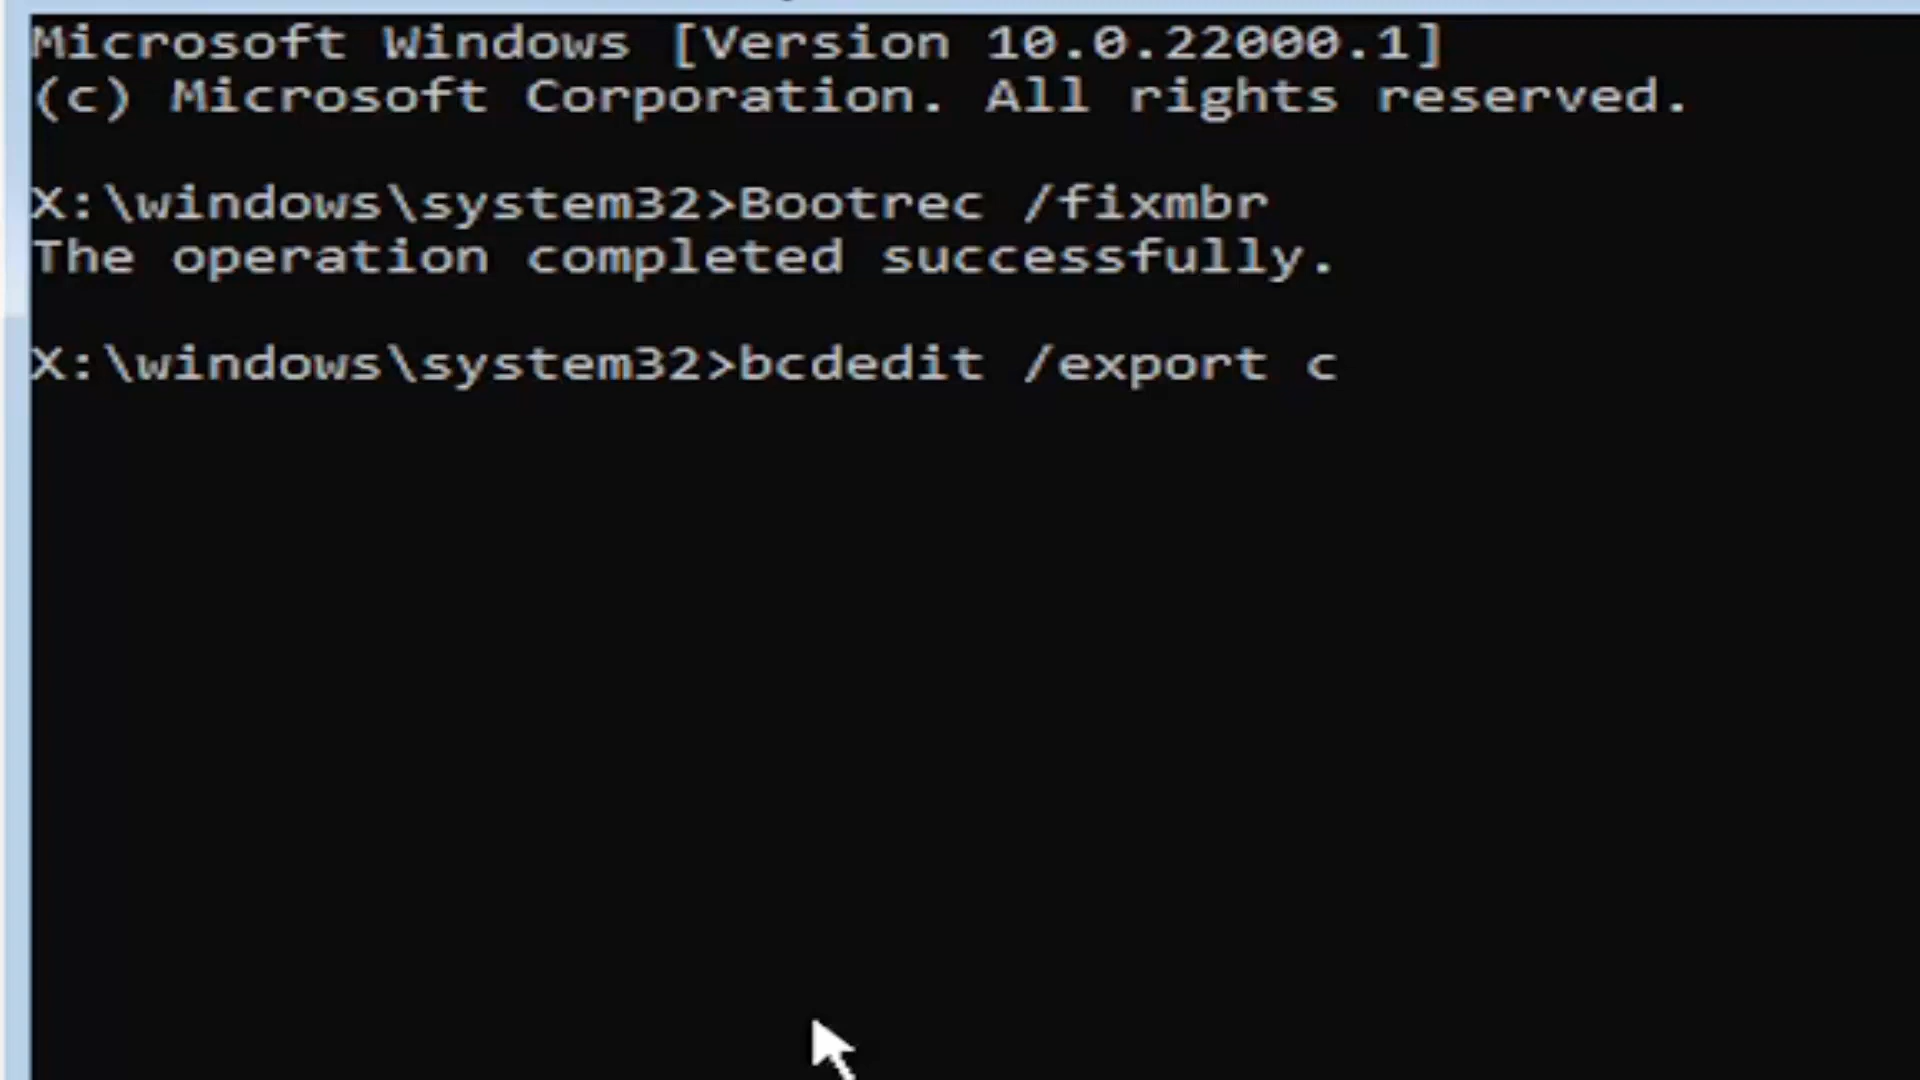 Microsoft Windows [Version 10.0.22000.1]
(c) Microsoft Corporation. All rights reserved.
X:\windows\system32>Bootrec /fixmbr
The operation completed successfully.
X:\windows\system32>bcdedit /export c